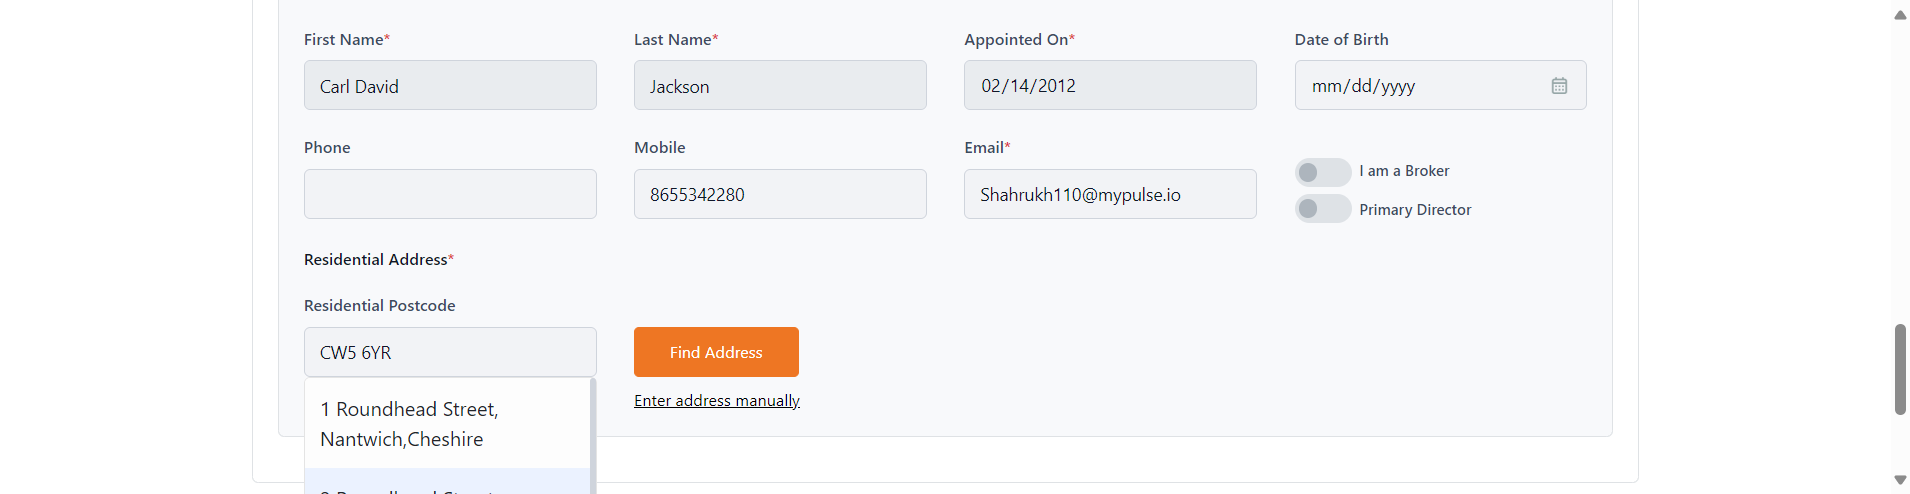 First Name*
Last Name*
Appointed On*
Date of Birth
Carl David
Jackson
02/14/2012
mm/dd/yyyy
Phone
Mobile
Email*
I am a Broker
8655342280
Shahrukh110@mypulse.io
Primary Director
Residential Address*
Residential Postcode
CW5 6YR
Find Address
Enter address manually
1 Roundhead Street,
Nantwich,Cheshire